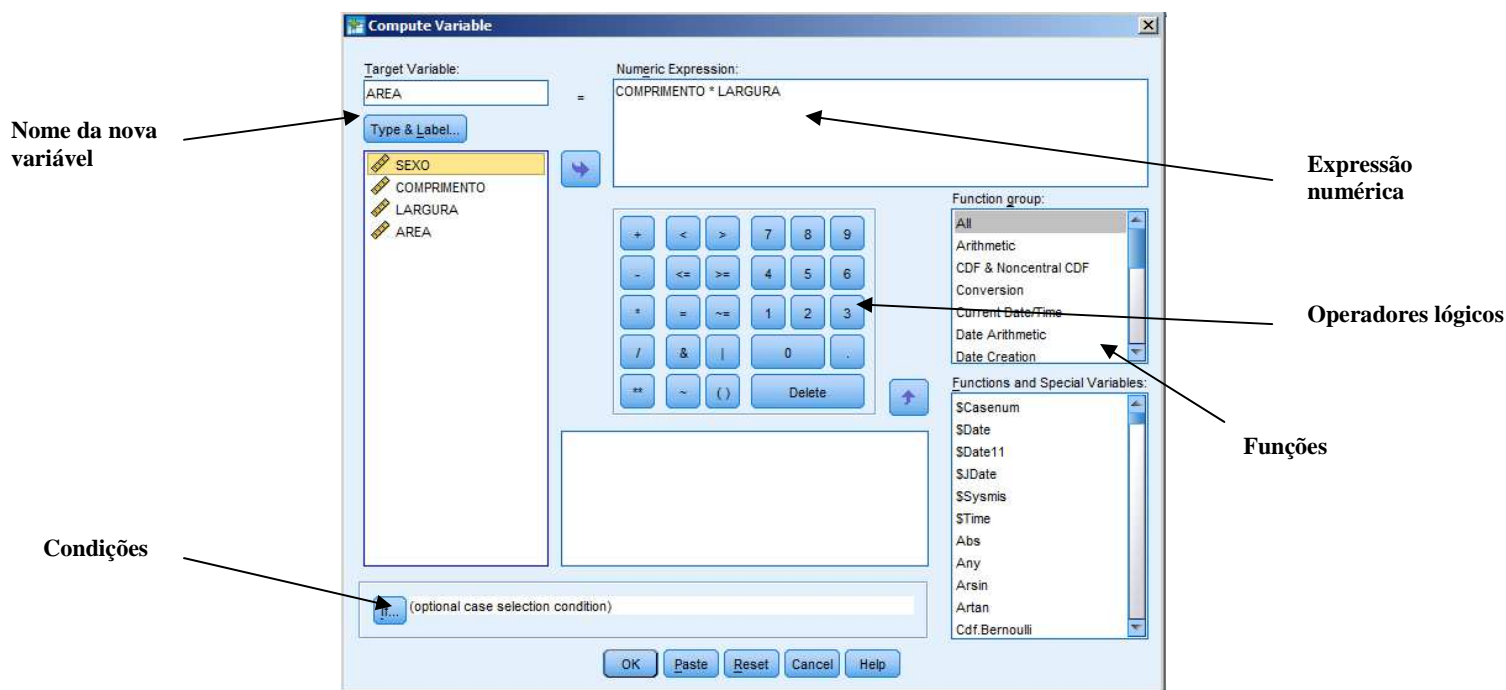 Compute Variable
Target Variable:
AREA
=
Numeric Expression:
COMPRIMENTO * LARGURA
Type & Label...
Nome da nova
variável
SEXO
COMPRIMENTO
LARGURA
AREA
Expressão
numérica
+ < > 7 8 9
- <= >= 4 5 6
* = ~= 1 2 3
/ & | 0 .
** ~ ( ) Delete
Function group:
All
Arithmetic
CDF & Noncentral CDF
Conversion
Current Date/Time
Date Arithmetic
Date Creation
Operadores lógicos
Functions and Special Variables:
$Casenum
$Date
$Date11
$JDate
$Sysmis
$Time
Abs
Any
Arsin
Artan
Cdf.Bernoulli
Funções
Condições
If... (optional case selection condition)
OK Paste Reset Cancel Help